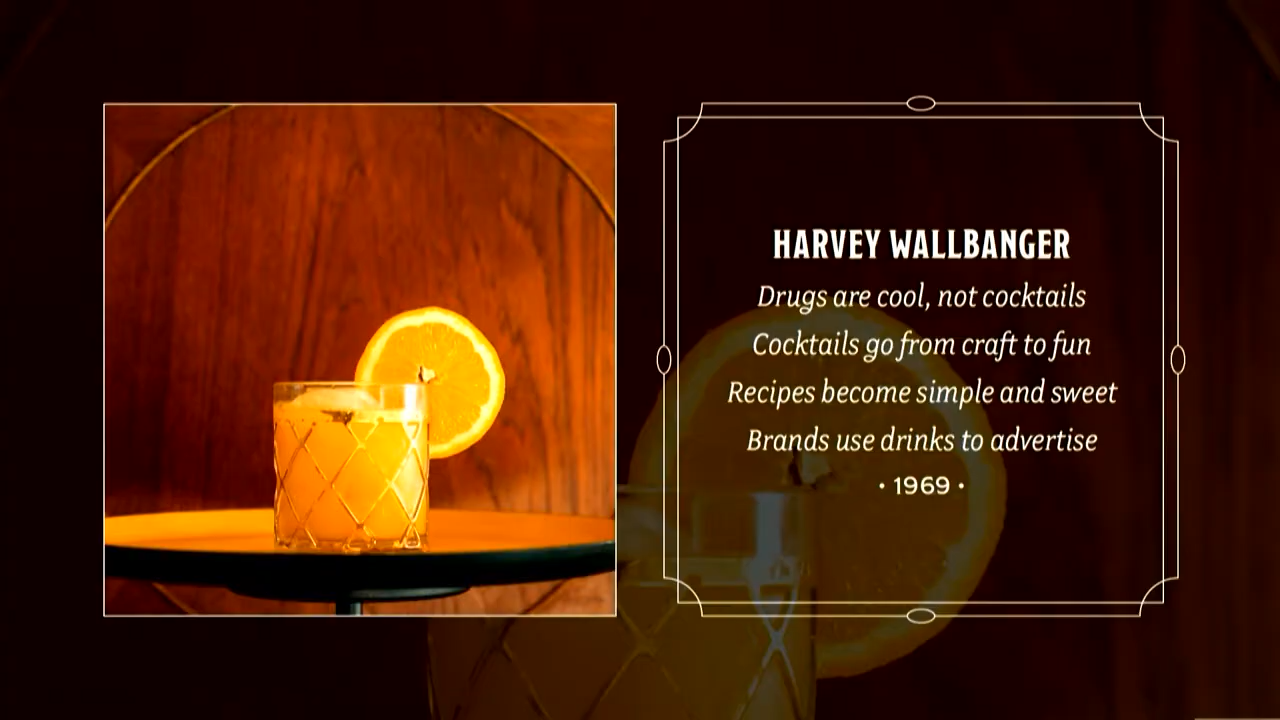 HARVEY WALLBANGER
Drugs are cool, not cocktails
Cocktails go from craft to fun
Recipes become simple and sweet
Brands use drinks to advertise
• 1969 •